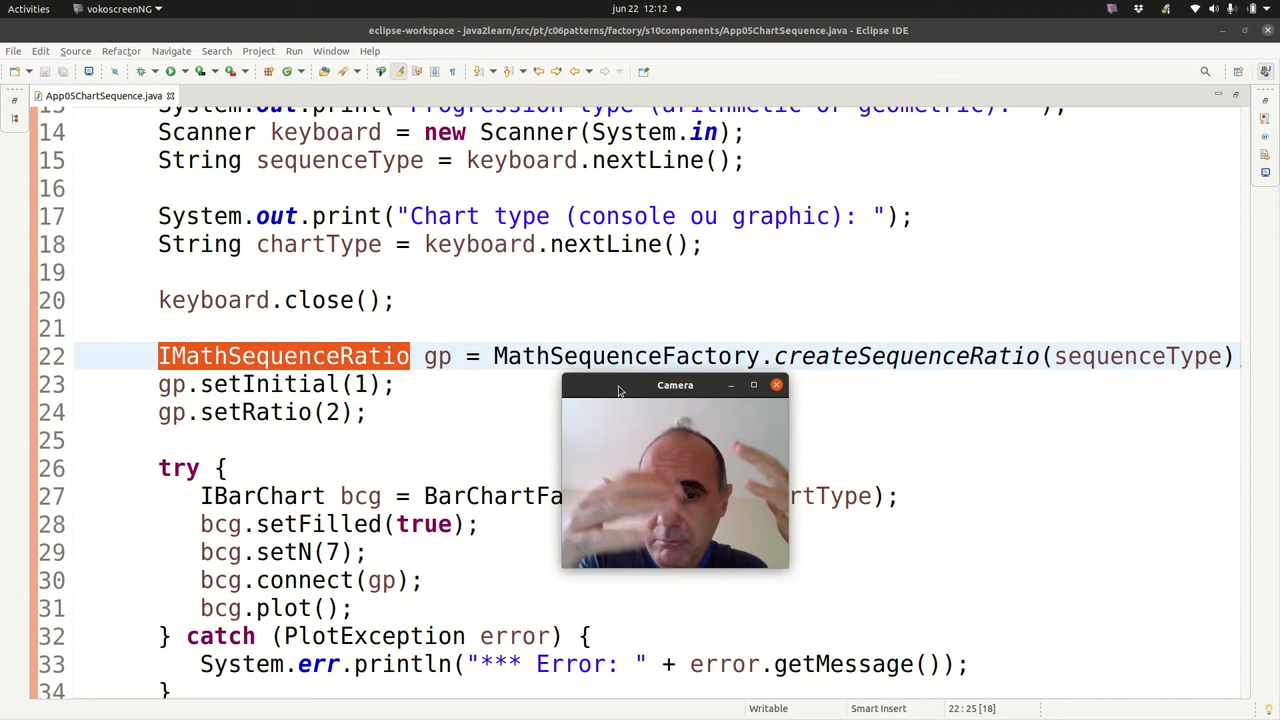 Activities
vokoscreenNG
jun 22 12:12
eclipse-workspace - java2learn/src/pt/c06patterns/factory/s10components/App05ChartSequence.java - Eclipse IDE
File Edit Source Refactor Navigate Search Project Run Window Help
App05ChartSequence.java
13 System.out.print("Progression type (arithmetic or geometric): ");
14 Scanner keyboard = new Scanner(System.in);
15 String sequenceType = keyboard.nextLine();
16
17 System.out.print("Chart type (console ou graphic): ");
18 String chartType = keyboard.nextLine();
19
20 keyboard.close();
21
22 IMathSequenceRatio gp = MathSequenceFactory.createSequenceRatio(sequenceType)
23 gp.setInitial(1);
Camera
24 gp.setRatio(2);
25
26 try {
27 IBarChart bcg = BarChartFa hartType);
28 bcg.setFilled(true);
29 bcg.setN(7);
30 bcg.connect(gp);
31 bcg.plot();
32 } catch (PlotException error) {
33 System.err.println("*** Error: " + error.getMessage());
34 }
Writable Smart Insert 22 : 25 [18]